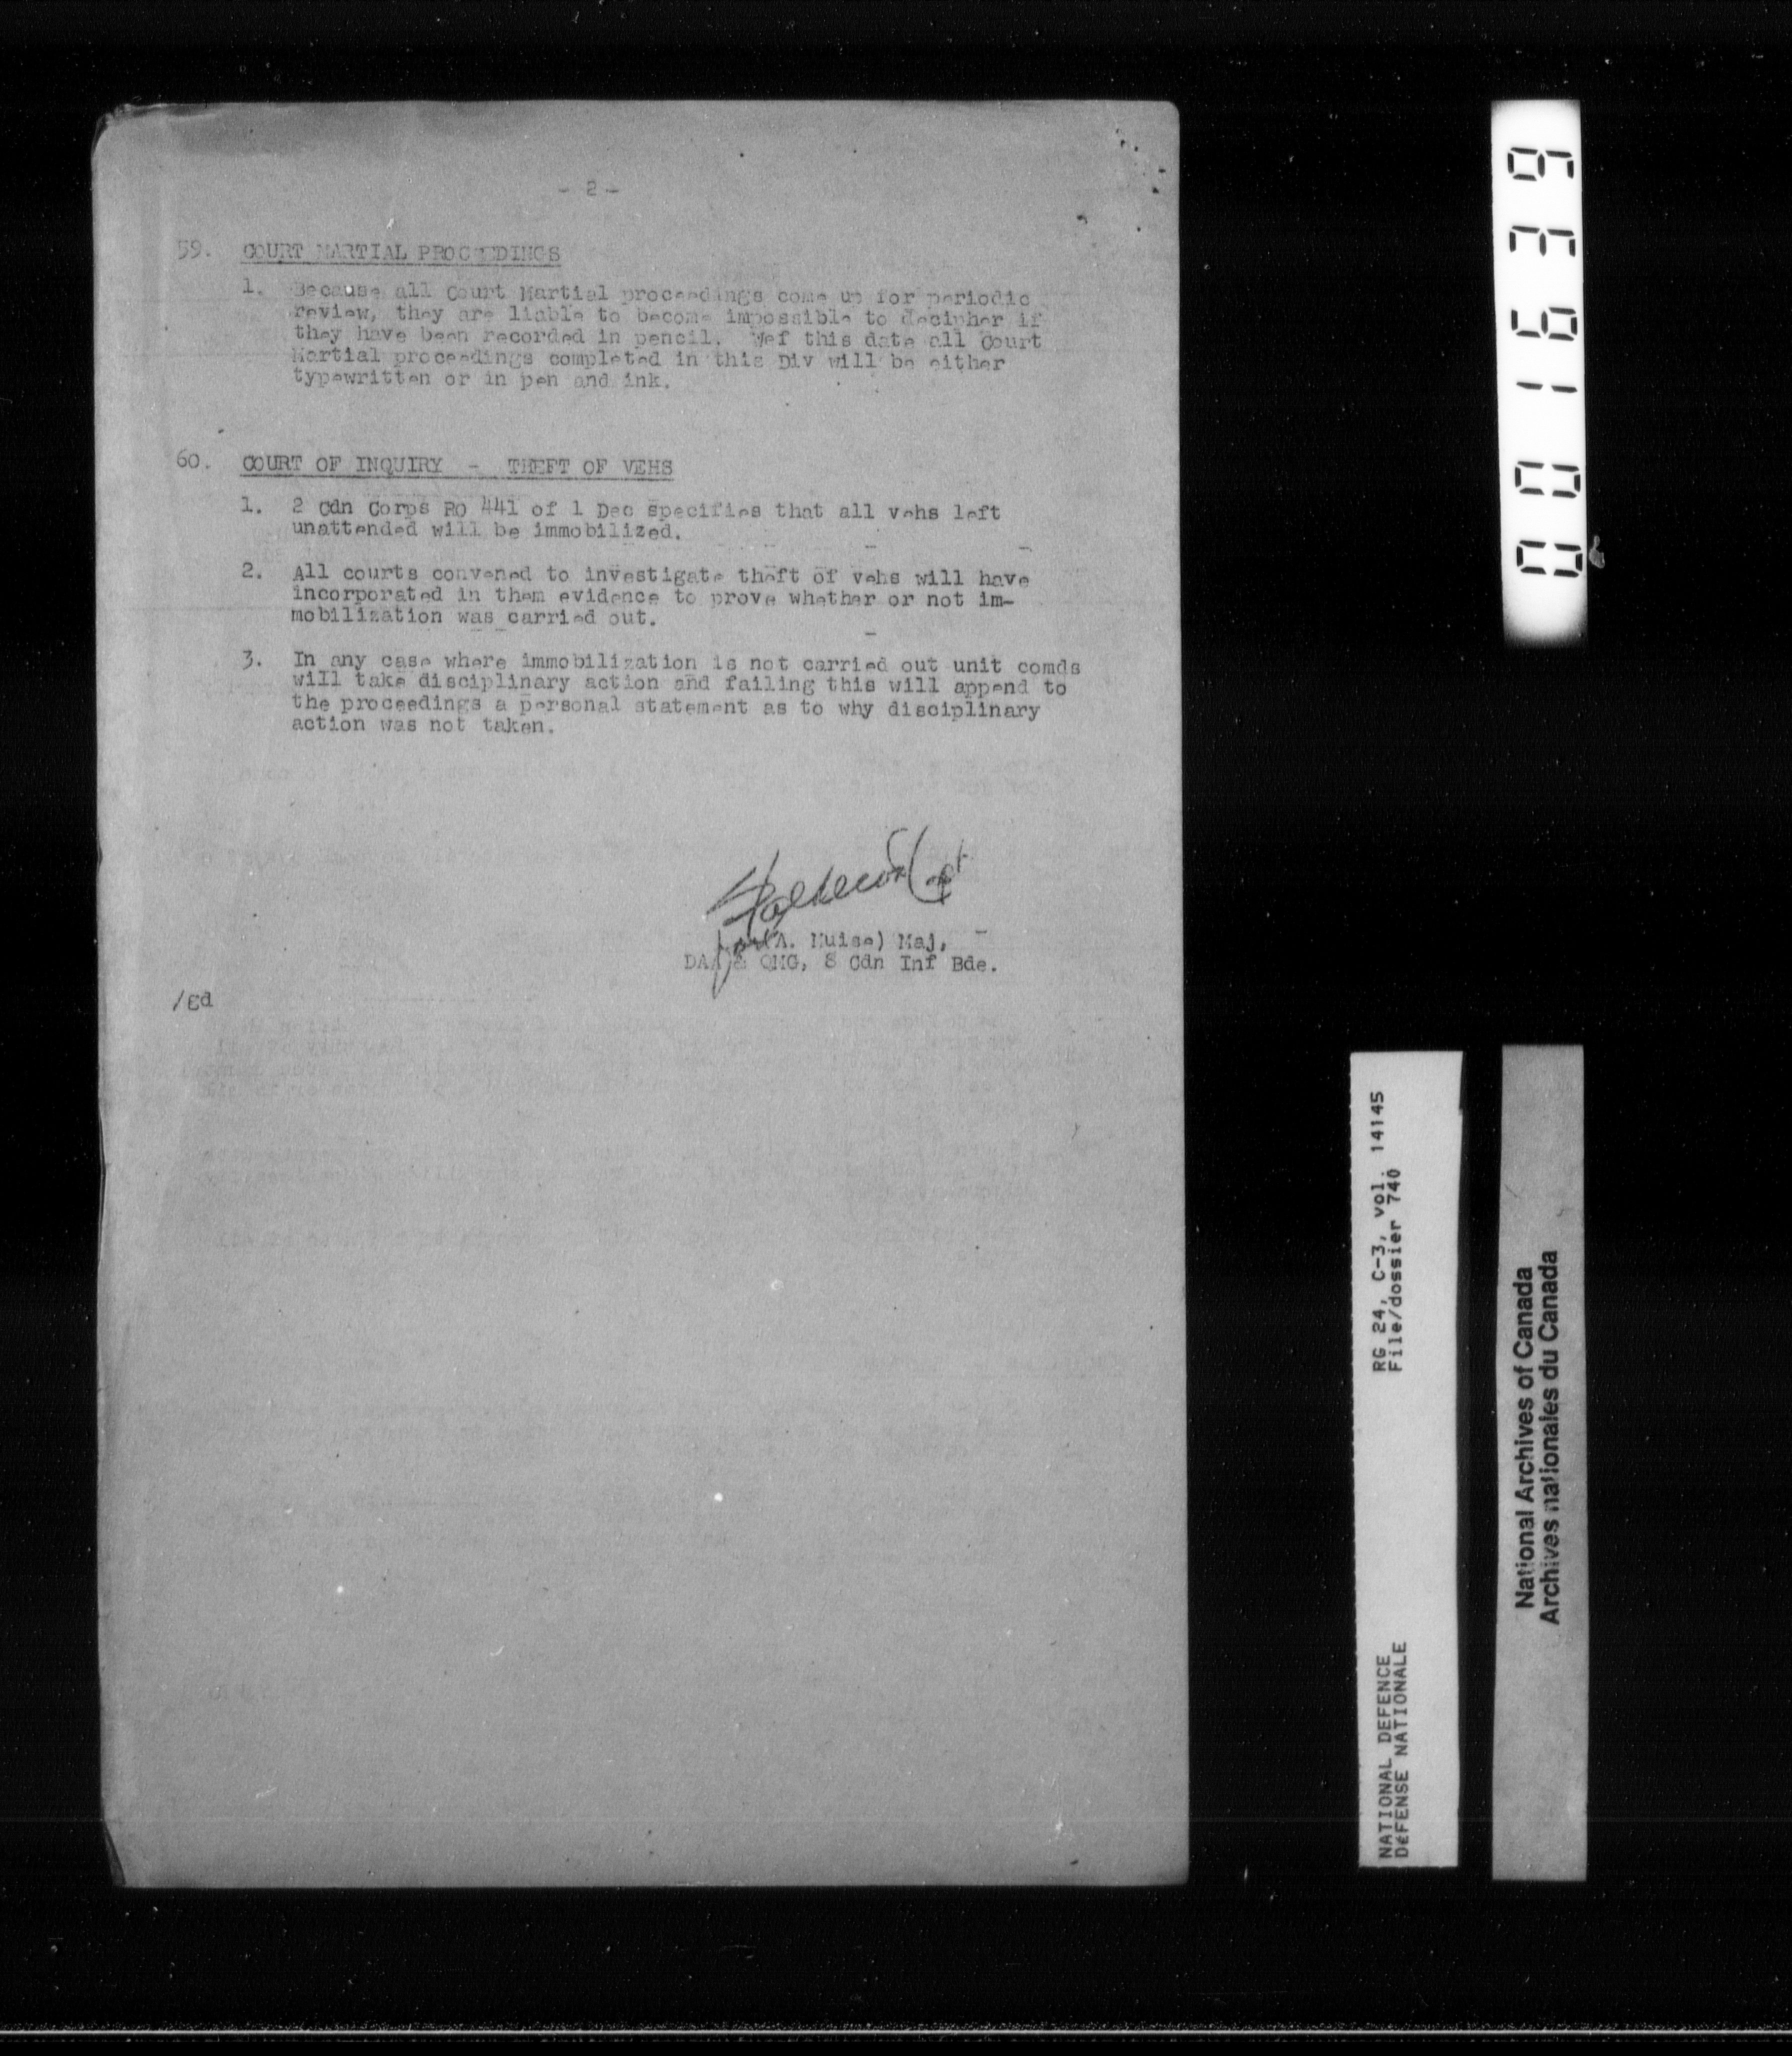 - 2 -
59. COURT MARTIAL PROCEEDINGS
1. Because all Court Martial proceedings come up for periodic
review, they are liable to become impossible to decipher if
they have been recorded in pencil. Wef this date all Court
Martial proceedings completed in this Div will be either
typewritten or in pen and ink.
60. COURT OF INQUIRY - THEFT OF VEHS
1. 2 Cdn Corps RO 441 of 1 Dec specifies that all vehs left
unattended will be immobilized.
2. All courts convened to investigate theft of vehs will have
incorporated in them evidence to prove whether or not im-
mobilization was carried out.
3. In any case where immobilization is not carried out unit comds
will take disciplinary action and failing this will append to
the proceedings a personal statement as to why disciplinary
action was not taken.
for (A. Muise) Maj,
DAA & QMG, 8 Cdn Inf Bde.
/gd
001639
RG 24, C-3, vol. 14145
File/dossier 740
NATIONAL DEFENCE
DéFENSE NATIONALE
National Archives of Canada
Archives nationales du Canada